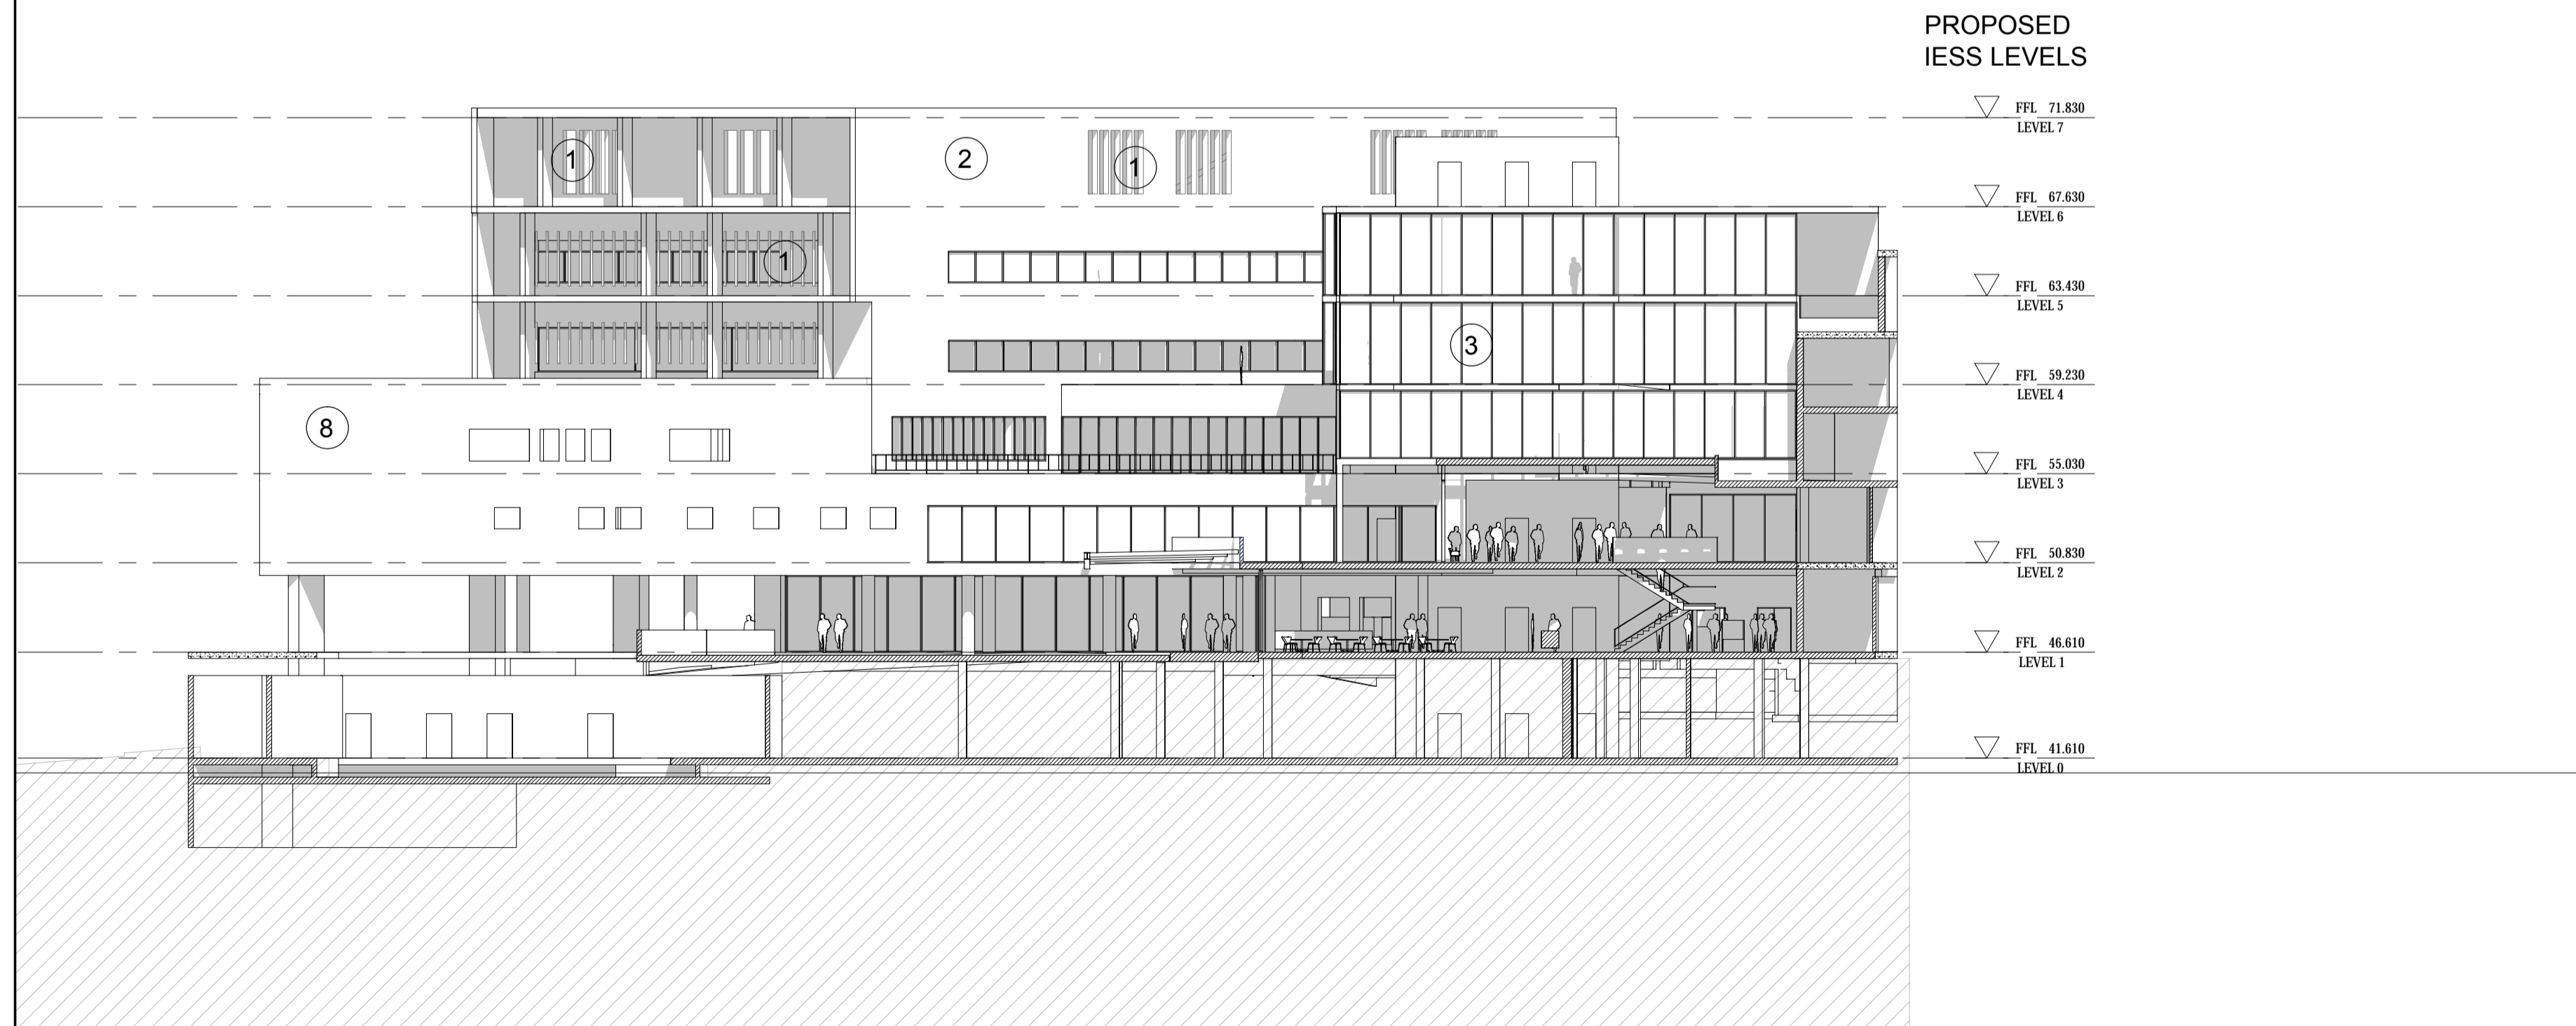 PROPOSED
IESS LEVELS
FFL 71.830
LEVEL 7
1
2
1
FFL 67.630
LEVEL 6
1
FFL 63.430
LEVEL 5
3
FFL 59.230
LEVEL 4
8
FFL 55.030
LEVEL 3
FFL 50.830
LEVEL 2
FFL 46.610
LEVEL 1
FFL 41.610
LEVEL 0